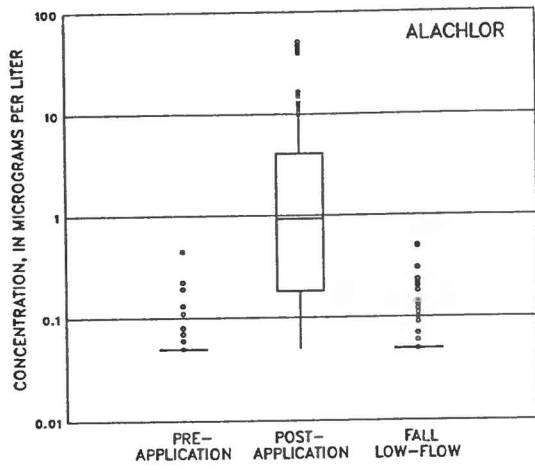 ALACHLOR
CONCENTRATION, IN MICROGRAMS PER LITER
100
10
1
0.1
0.01
PRE-
APPLICATION
POST-
APPLICATION
FALL
LOW-FLOW